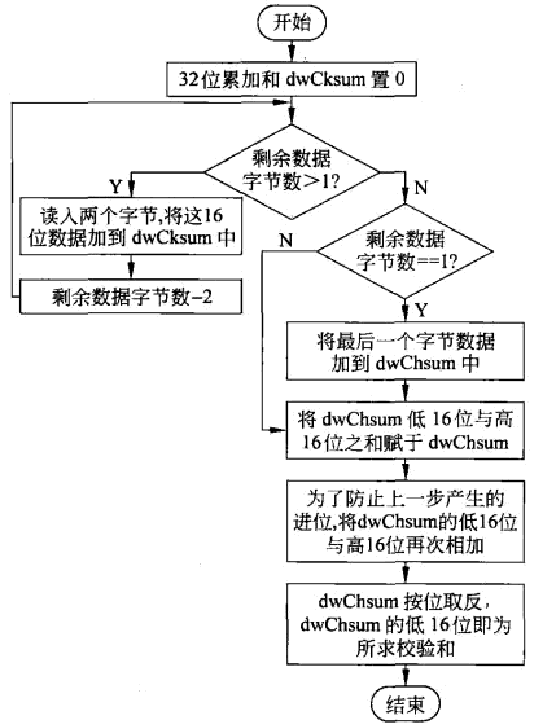 开始
32位累加和 dwCksum 置 0
剩余数据
字节数>1?
Y
N
读入两个字节,将这16
位数据加到 dwCksum 中
剩余数据字节数-2
N
剩余数据
字节数==1?
Y
将最后一个字节数据
加到 dwChsum 中
将 dwChsum 低 16位与高
16位之和赋于 dwChsum
为了防止上一步产生的
进位,将dwChsum的低16位
与高16位再次相加
dwChsum 按位取反,
dwChsum 的低 16位即为
所求校验和
结束